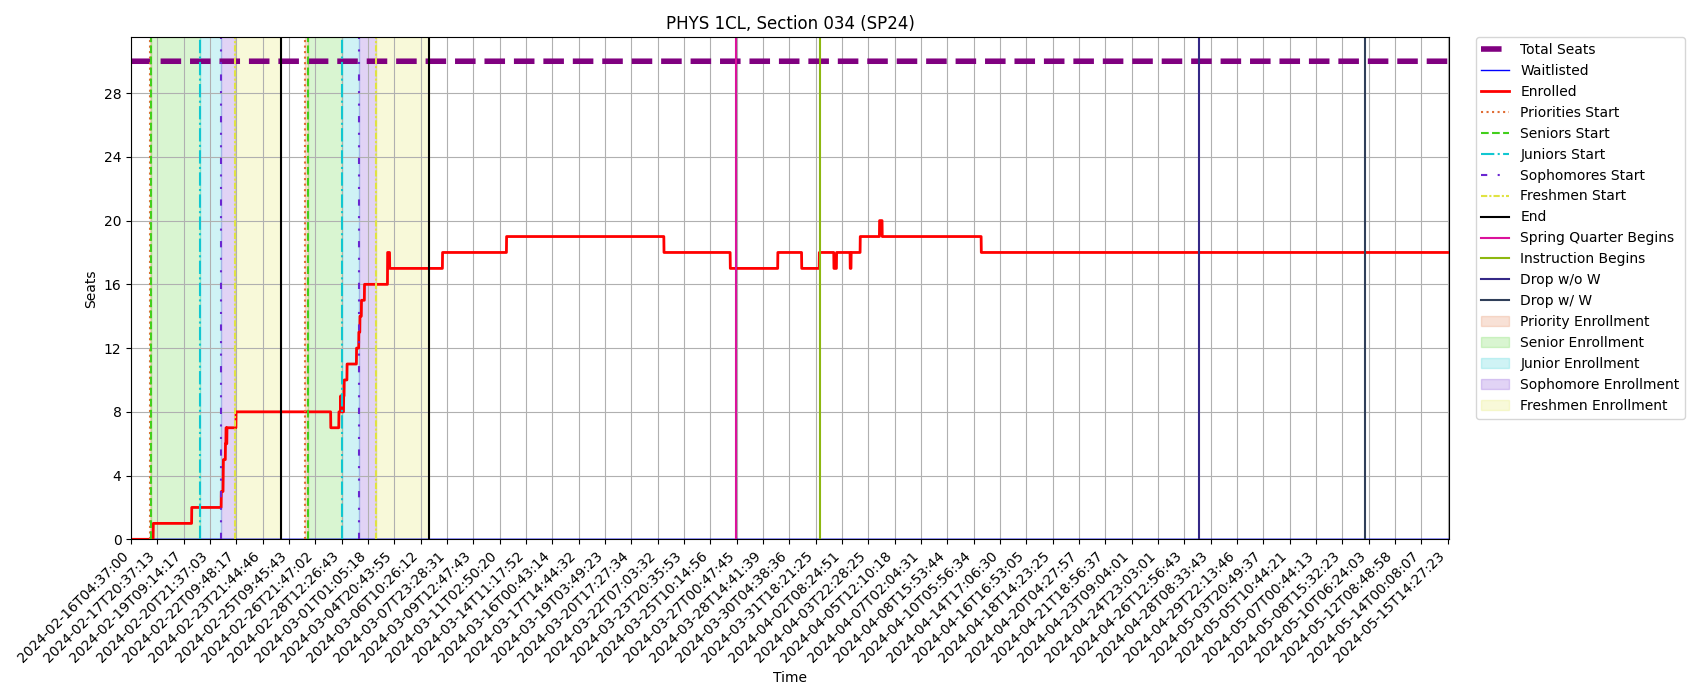 PHYS 1CL, Section 034 (SP24)
Seats
28
24
20
16
12
8
4
0
2024-02-16T04:37:00
2024-02-17T20:37:13
2024-02-19T09:14:17
2024-02-20T21:37:03
2024-02-22T09:48:17
2024-02-23T21:44:46
2024-02-25T09:45:43
2024-02-26T21:47:02
2024-02-28T12:26:43
2024-03-01T01:05:18
2024-03-04T20:43:55
2024-03-06T10:26:12
2024-03-07T23:28:31
2024-03-09T12:47:43
2024-03-11T02:50:20
2024-03-14T11:17:52
2024-03-16T00:43:14
2024-03-17T14:44:32
2024-03-19T03:49:23
2024-03-20T17:27:34
2024-03-22T07:03:32
2024-03-23T20:35:53
2024-03-25T10:14:56
2024-03-27T00:47:45
2024-03-28T14:41:39
2024-03-30T04:38:36
2024-03-31T18:21:25
2024-04-02T08:24:51
2024-04-03T22:28:25
2024-04-05T12:10:18
2024-04-07T02:04:31
2024-04-08T15:53:44
2024-04-10T05:56:34
2024-04-14T17:06:30
2024-04-16T16:53:05
2024-04-18T14:23:25
2024-04-20T04:27:57
2024-04-21T18:56:37
2024-04-23T09:04:01
2024-04-24T23:03:01
2024-04-26T12:56:43
2024-04-28T08:33:43
2024-04-29T22:13:46
2024-05-03T20:49:37
2024-05-05T10:44:21
2024-05-07T00:44:13
2024-05-08T15:32:23
2024-05-10T06:24:03
2024-05-12T08:48:58
2024-05-14T00:08:07
2024-05-15T14:27:23
Time
Total Seats
Waitlisted
Enrolled
Priorities Start
Seniors Start
Juniors Start
Sophomores Start
Freshmen Start
End
Spring Quarter Begins
Instruction Begins
Drop w/o W
Drop w/ W
Priority Enrollment
Senior Enrollment
Junior Enrollment
Sophomore Enrollment
Freshmen Enrollment